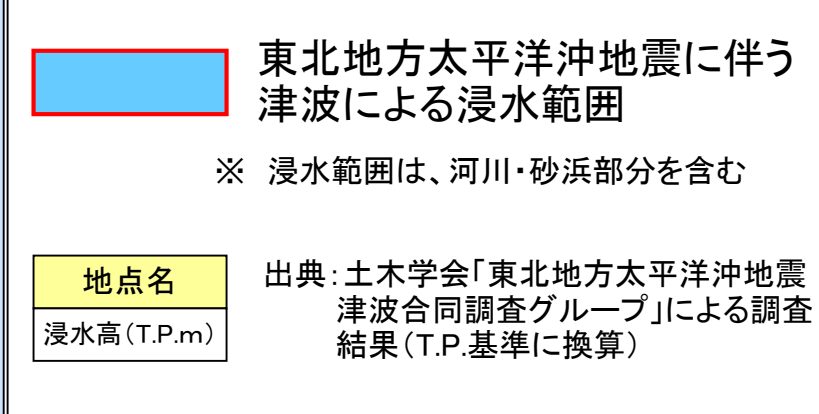 東北地方太平洋沖地震に伴う
津波による浸水範囲
※ 浸水範囲は、河川・砂浜部分を含む
地点名
浸水高(T.P.m)
出典:土木学会「東北地方太平洋沖地震
津波合同調査グループ」による調査
結果(T.P.基準に換算)